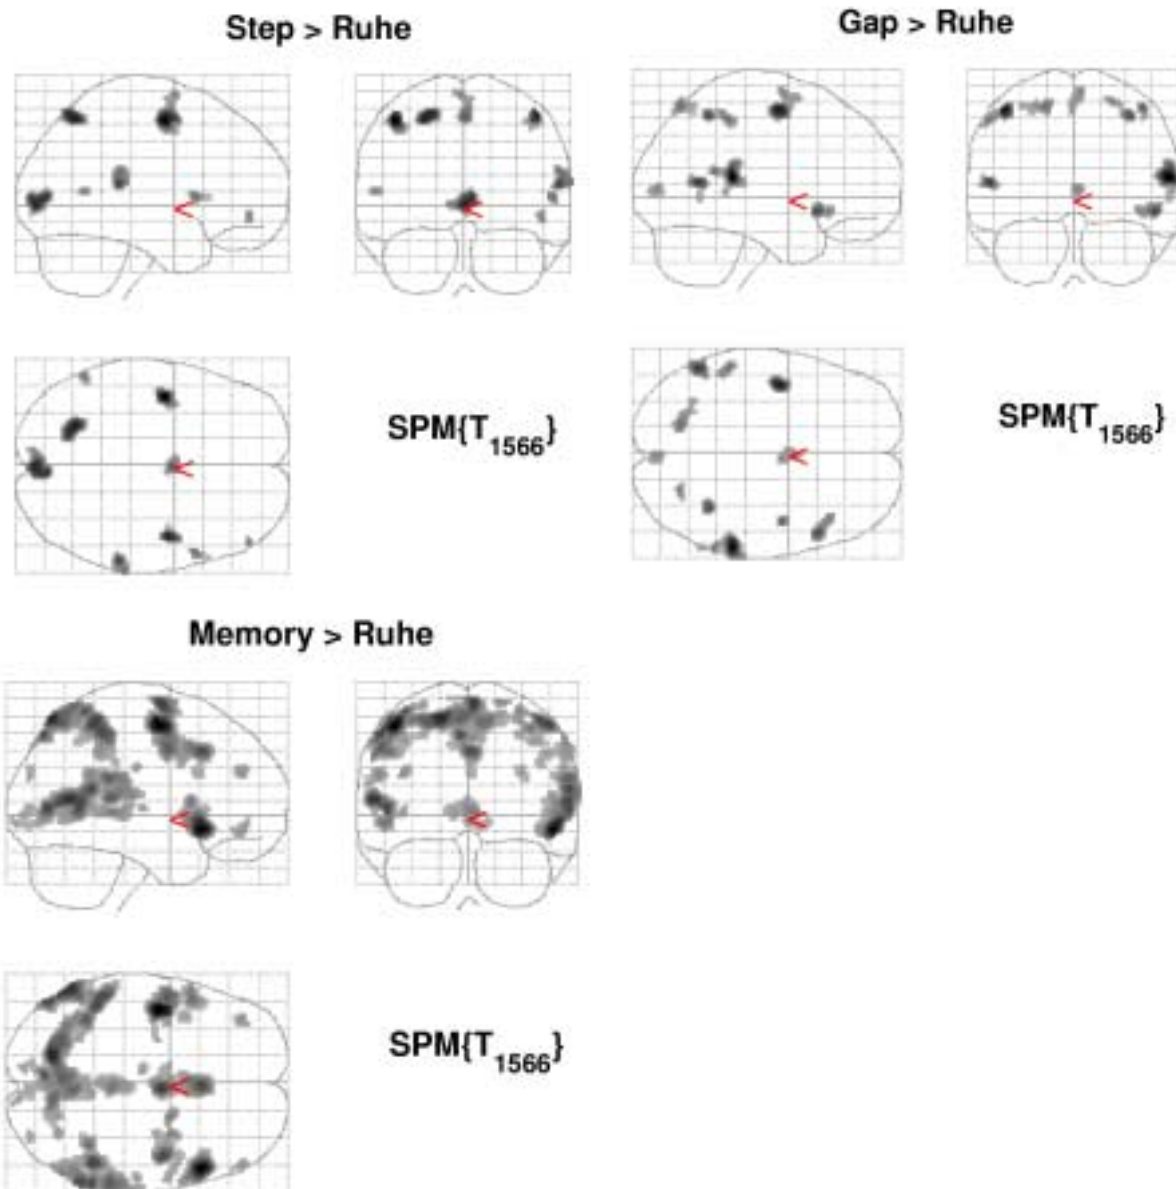 Step > Ruhe
Gap > Ruhe
SPM{T₁₅₆₆}
SPM{T₁₅₆₆}
Memory > Ruhe
SPM{T₁₅₆₆}